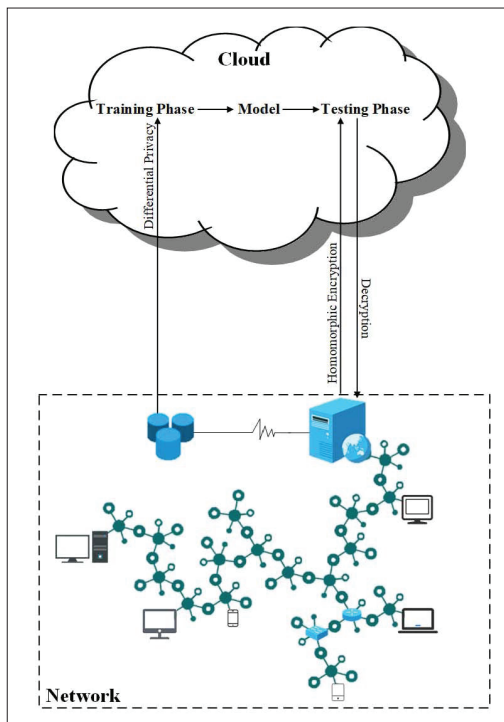 Cloud
Training Phase
Model
Testing Phase
Differential Privacy
Homomorphic Encryption
Decryption
Network